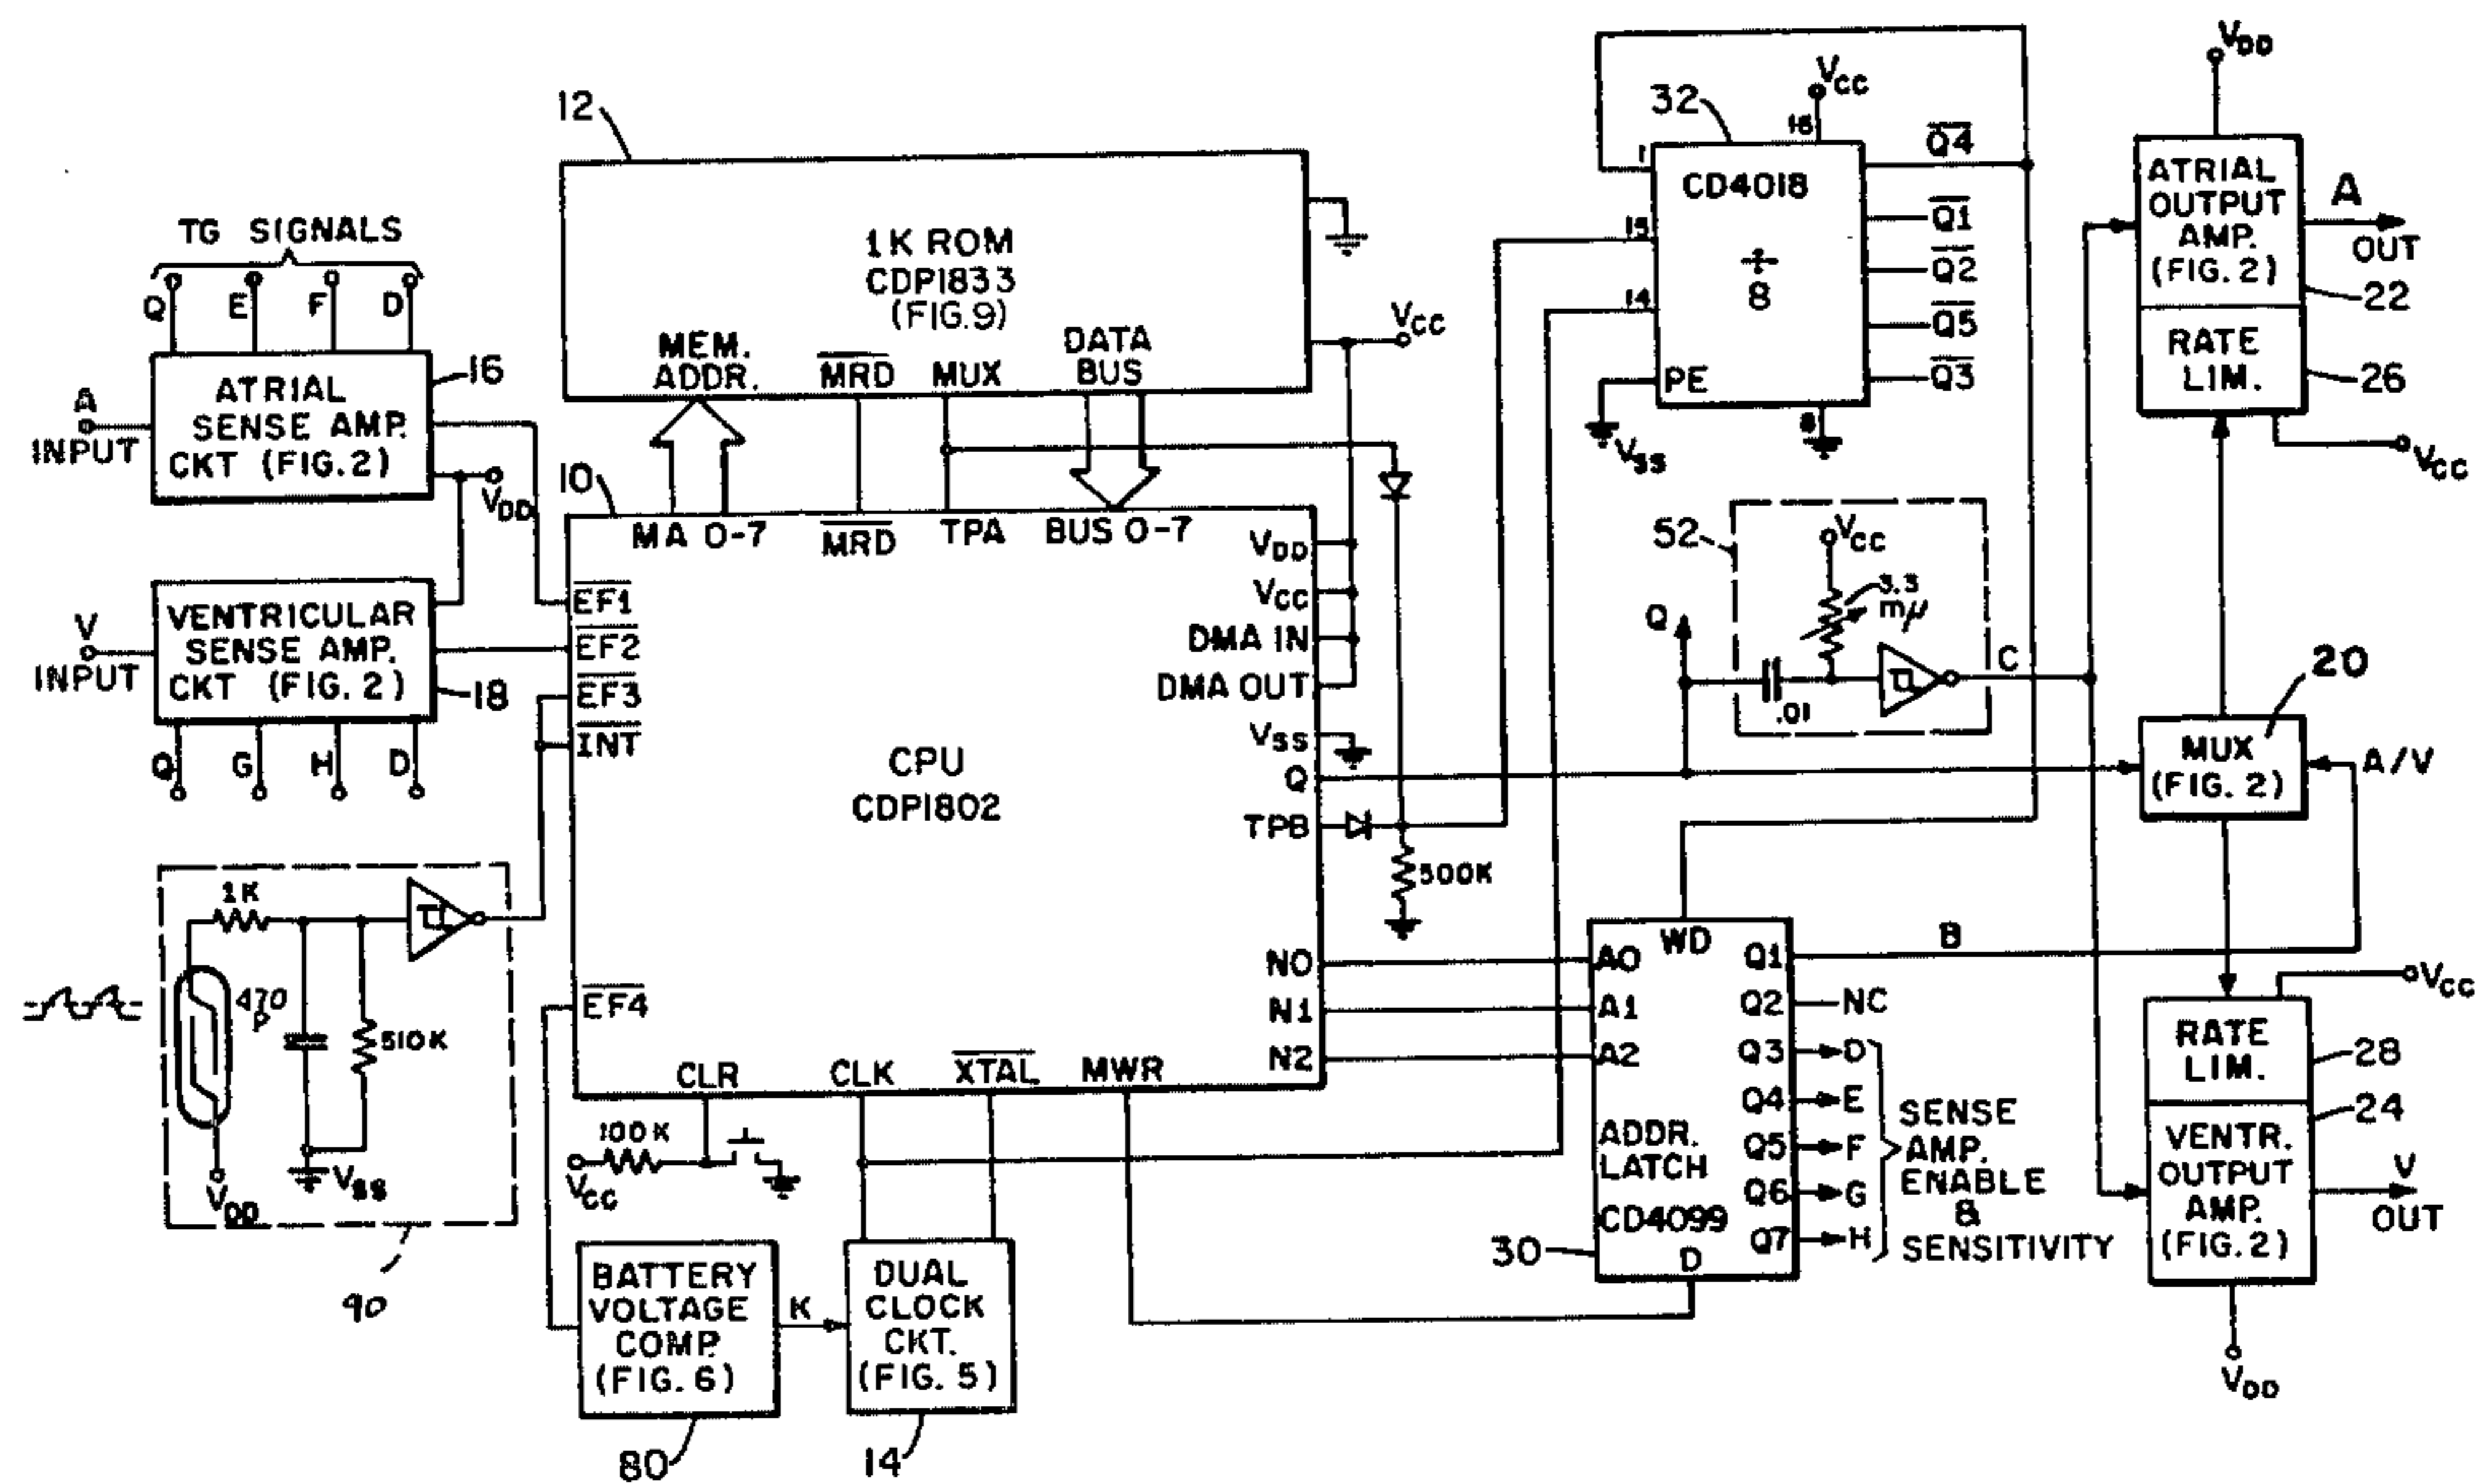 TG SIGNALS
Q
E
F
D
A
INPUT
ATRIAL
SENSE AMP.
CKT (FIG. 2)
16
VDD
V
INPUT
VENTRICULAR
SENSE AMP.
CKT (FIG. 2)
18
Q
G
H
D
1K
470
P
510K
VDD
VSS
90
12
1K ROM
CDP1833
(FIG. 9)
MEM.
ADDR.
MRD
MUX
DATA
BUS
VCC
10
MA 0-7
MRD
TPA
BUS 0-7
EF1
EF2
EF3
INT
EF4
CPU
CDP1802
VDD
VCC
DMA IN
DMA OUT
VSS
Q
TPB
N0
N1
N2
CLR
CLK
XTAL
MWR
500K
100K
VCC
BATTERY
VOLTAGE
COMP.
(FIG. 6)
80
K
DUAL
CLOCK
CKT.
(FIG. 5)
14
32
VCC
16
1
15
14
PE
VSS
8
CD4018
÷
8
Q4
Q1
Q2
Q5
Q3
52
VCC
3.3
mμ
Q
.01
C
WD
A0
A1
A2
ADDR.
LATCH
CD4099
D
30
Q1
B
Q2
NC
Q3
D
Q4
E
Q5
F
Q6
G
Q7
H
SENSE
AMP.
ENABLE
&
SENSITIVITY
VDD
ATRIAL
OUTPUT
AMP.
(FIG. 2)
A
OUT
22
RATE
LIM.
26
VCC
20
MUX
(FIG. 2)
A/V
VCC
RATE
LIM.
28
VENTR.
OUTPUT
AMP.
(FIG. 2)
24
V
OUT
VDD